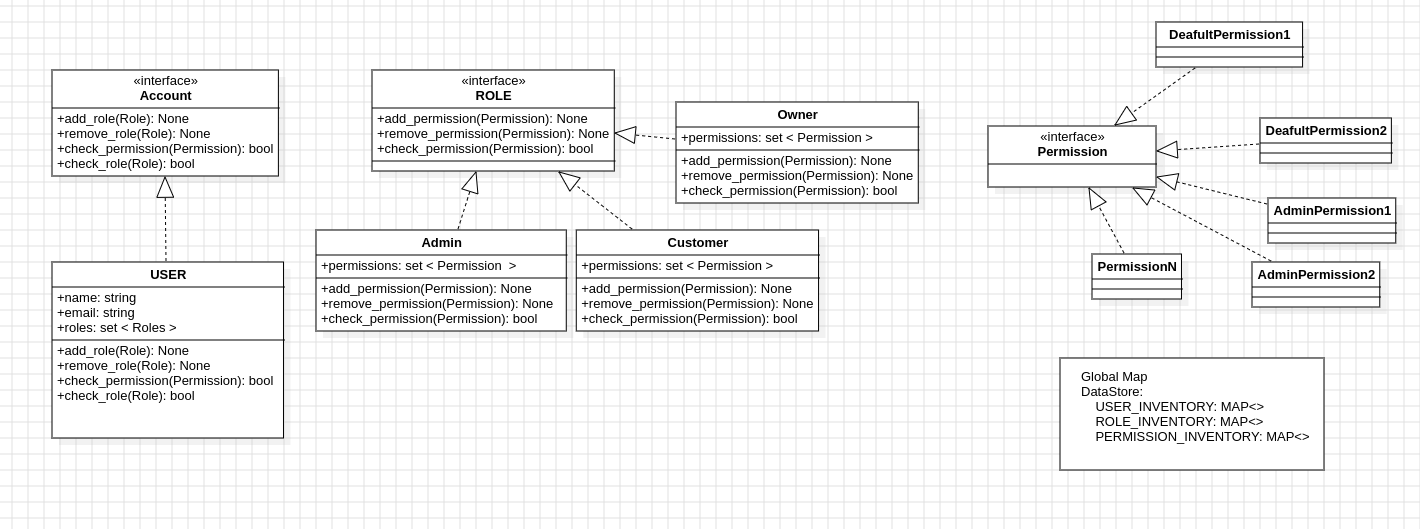 «interface»
Account
+add_role(Role): None
+remove_role(Role): None
+check_permission(Permission): bool
+check_role(Role): bool
USER
+name: string
+email: string
+roles: set < Roles >
+add_role(Role): None
+remove_role(Role): None
+check_permission(Permission): bool
+check_role(Role): bool
«interface»
ROLE
+add_permission(Permission): None
+remove_permission(Permission): None
+check_permission(Permission): bool
Owner
+permissions: set < Permission >
+add_permission(Permission): None
+remove_permission(Permission): None
+check_permission(Permission): bool
Admin
+permissions: set < Permission  >
+add_permission(Permission): None
+remove_permission(Permission): None
+check_permission(Permission): bool
Customer
+permissions: set < Permission >
+add_permission(Permission): None
+remove_permission(Permission): None
+check_permission(Permission): bool
DeafultPermission1
«interface»
Permission
DeafultPermission2
AdminPermission1
PermissionN
AdminPermission2
Global Map
DataStore:
USER_INVENTORY: MAP<>
ROLE_INVENTORY: MAP<>
PERMISSION_INVENTORY: MAP<>